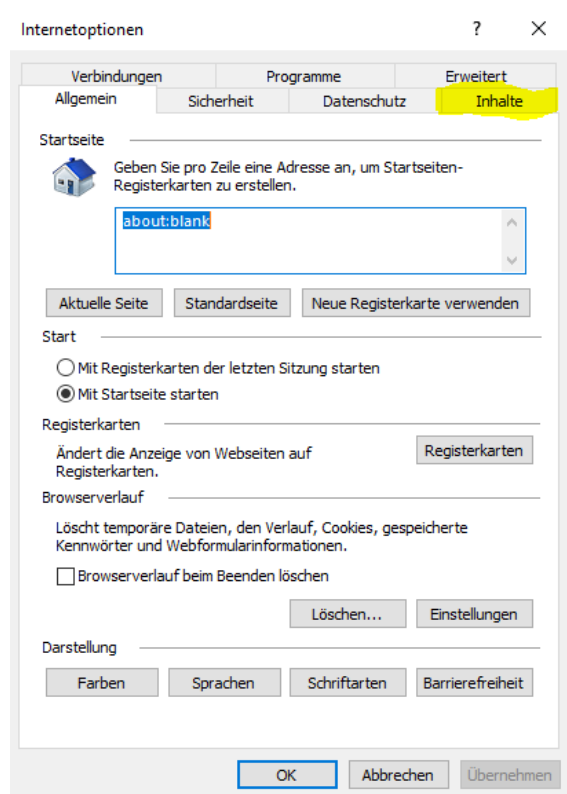 Internetoptionen ? ×
Verbindungen Programme Erweitert
Allgemein Sicherheit Datenschutz Inhalte
Startseite
Geben Sie pro Zeile eine Adresse an, um Startseiten-
Registerkarten zu erstellen.
about:blank
Aktuelle Seite Standardseite Neue Registerkarte verwenden
Start
Mit Registerkarten der letzten Sitzung starten
Mit Startseite starten
Registerkarten
Ändert die Anzeige von Webseiten auf
Registerkarten.
Registerkarten
Browserverlauf
Löscht temporäre Dateien, den Verlauf, Cookies, gespeicherte
Kennwörter und Webformularinformationen.
Browserverlauf beim Beenden löschen
Löschen... Einstellungen
Darstellung
Farben Sprachen Schriftarten Barrierefreiheit
OK Abbrechen Übernehmen